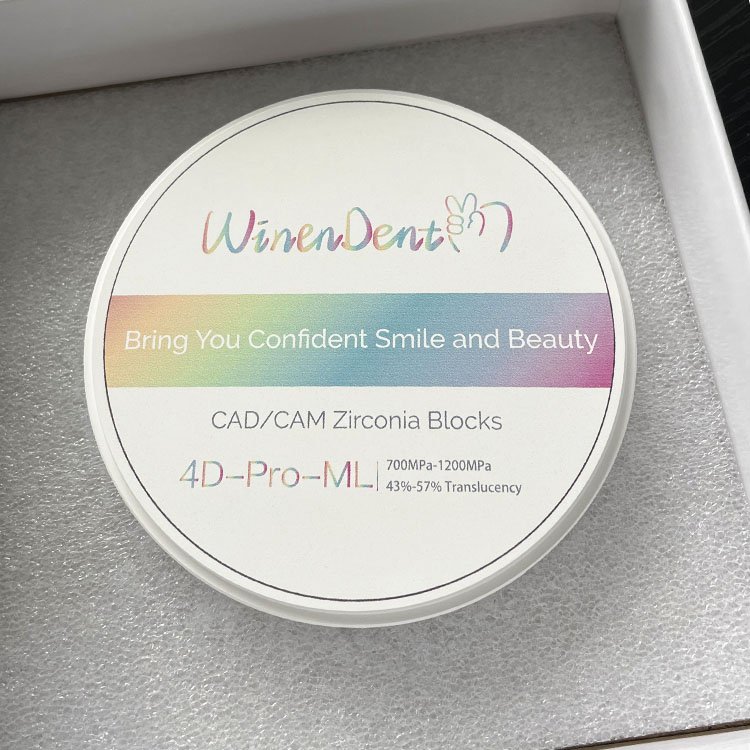 WinenDent
Bring You Confident Smile and Beauty
CAD/CAM Zirconia Blocks
4D-Pro-ML
700MPa-1200MPa
43%-57% Translucency